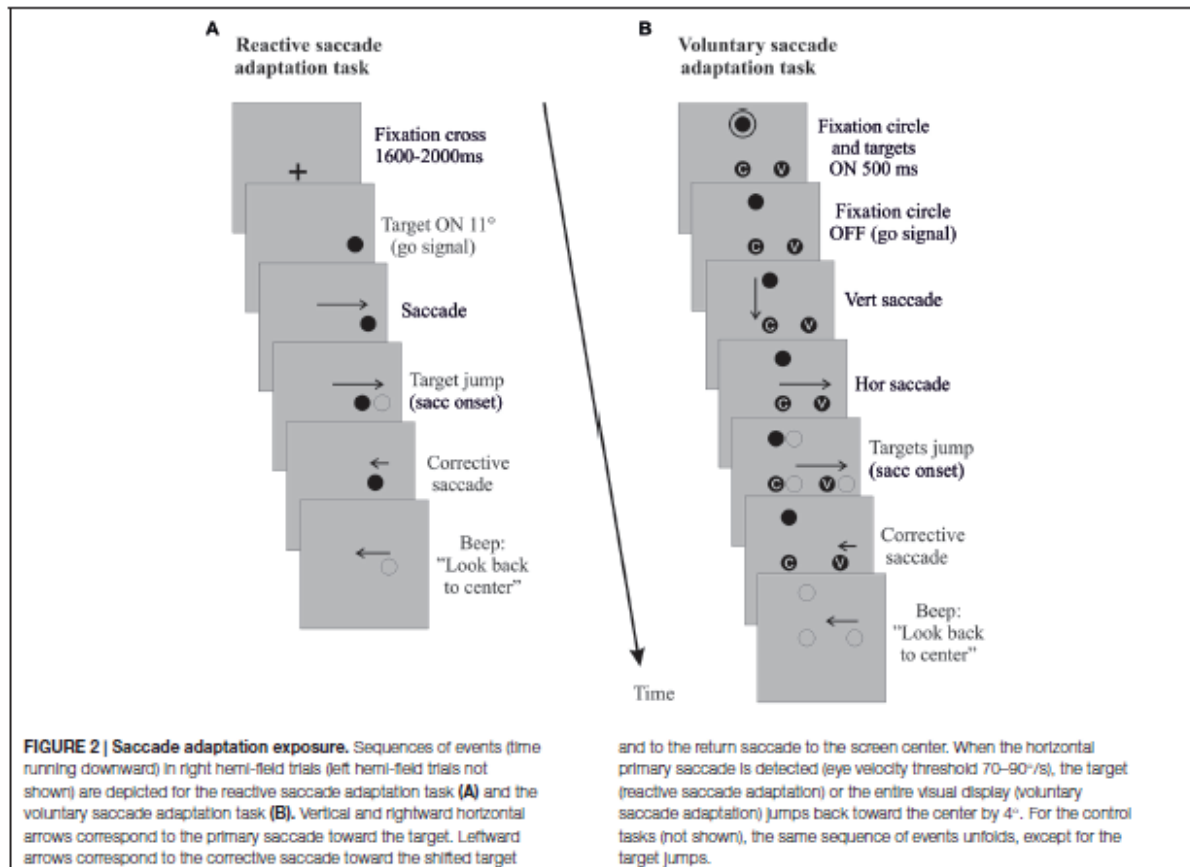 A
Reactive saccade
adaptation task
Fixation cross
1600-2000ms
Target ON 11°
(go signal)
Saccade
Target jump
(sacc onset)
Corrective
saccade
Beep:
"Look back
to center"
Time
B
Voluntary saccade
adaptation task
C V
Fixation circle
and targets
ON 500 ms
C V
Fixation circle
OFF (go signal)
C V
Vert saccade
C V
Hor saccade
C V
Targets jump
(sacc onset)
C V
Corrective
saccade
Beep:
"Look back
to center"
FIGURE 2 | Saccade adaptation exposure. Sequences of events (time
running downward) in right hemi-field trials (left hemi-field trials not
shown) are depicted for the reactive saccade adaptation task (A) and the
voluntary saccade adaptation task (B). Vertical and rightward horizontal
arrows correspond to the primary saccade toward the target. Leftward
arrows correspond to the corrective saccade toward the shifted target
and to the return saccade to the screen center. When the horizontal
primary saccade is detected (eye velocity threshold 70–90°/s), the target
(reactive saccade adaptation) or the entire visual display (voluntary
saccade adaptation) jumps back toward the center by 4°. For the control
tasks (not shown), the same sequence of events unfolds, except for the
target jumps.